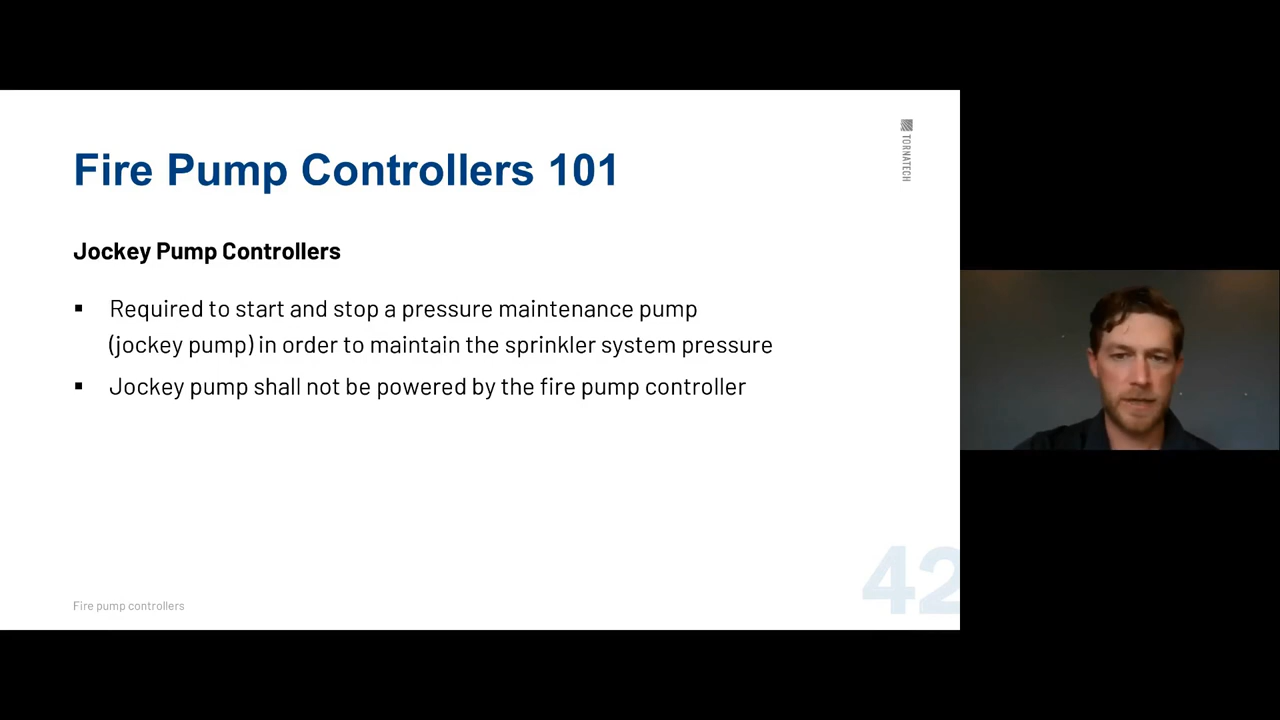 TORNATECH
Fire Pump Controllers 101
Jockey Pump Controllers
▪ Required to start and stop a pressure maintenance pump
(jockey pump) in order to maintain the sprinkler system pressure
▪ Jockey pump shall not be powered by the fire pump controller
42
Fire pump controllers